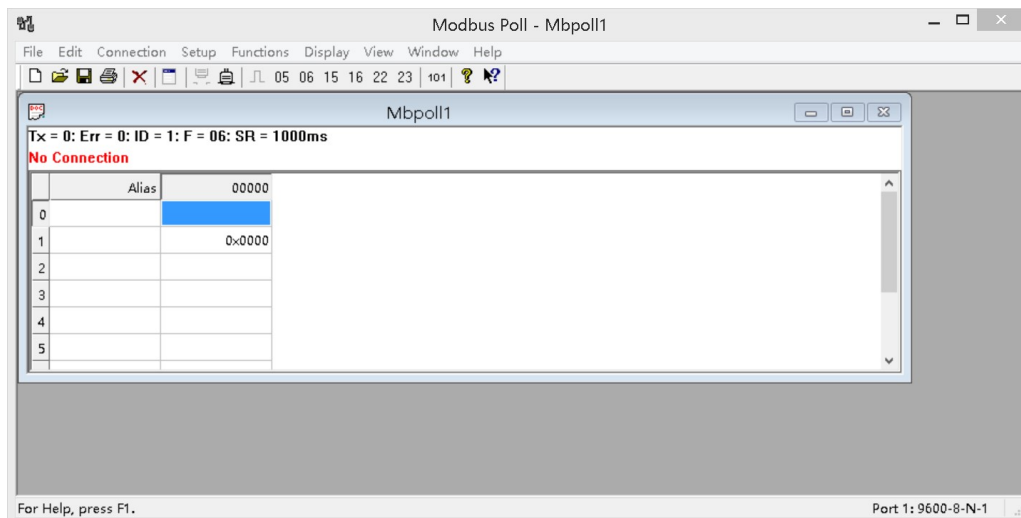 Modbus Poll - Mbpoll1
File Edit Connection Setup Functions Display View Window Help
05 06 15 16 22 23 101
Mbpoll1
Tx = 0: Err = 0: ID = 1: F = 06: SR = 1000ms
No Connection
Alias 00000
0
1 0x0000
2
3
4
5
For Help, press F1. Port 1: 9600-8-N-1